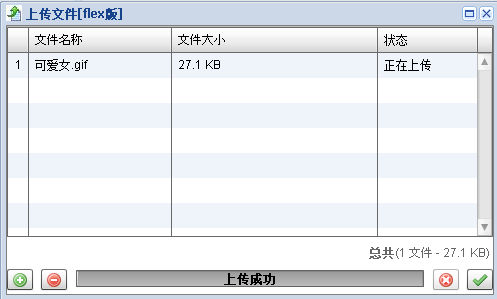 上传文件[flex版]
文件名称 文件大小 状态
1 可爱女.gif 27.1 KB 正在上传
总共(1 文件 - 27.1 KB)
上传成功